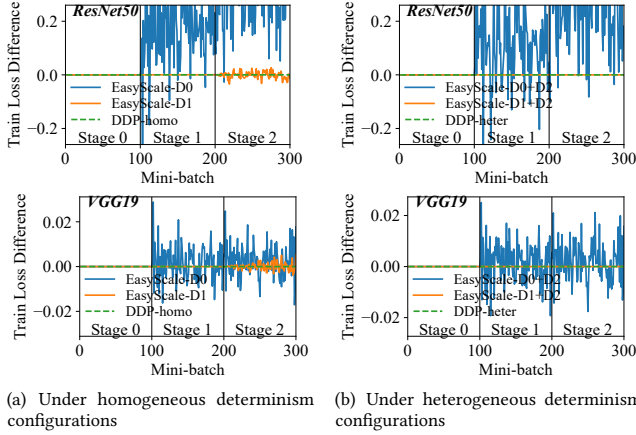 ResNet50
Train Loss Difference
0.2
0.0
−0.2
EasyScale-D0
EasyScale-D1
DDP-homo
Stage 0 Stage 1 Stage 2
0 100 200 300
Mini-batch
ResNet50
Train Loss Difference
0.2
0.0
−0.2
EasyScale-D0+D2
EasyScale-D1+D2
DDP-heter
Stage 0 Stage 1 Stage 2
0 100 200 300
Mini-batch
VGG19
Train Loss Difference
0.02
0.00
−0.02
EasyScale-D0
EasyScale-D1
DDP-homo
Stage 0 Stage 1 Stage 2
0 100 200 300
Mini-batch
VGG19
Train Loss Difference
0.02
0.00
−0.02
EasyScale-D0+D2
EasyScale-D1+D2
DDP-heter
Stage 0 Stage 1 Stage 2
0 100 200 300
Mini-batch
(a) Under homogeneous determinism
configurations
(b) Under heterogeneous determinism
configurations